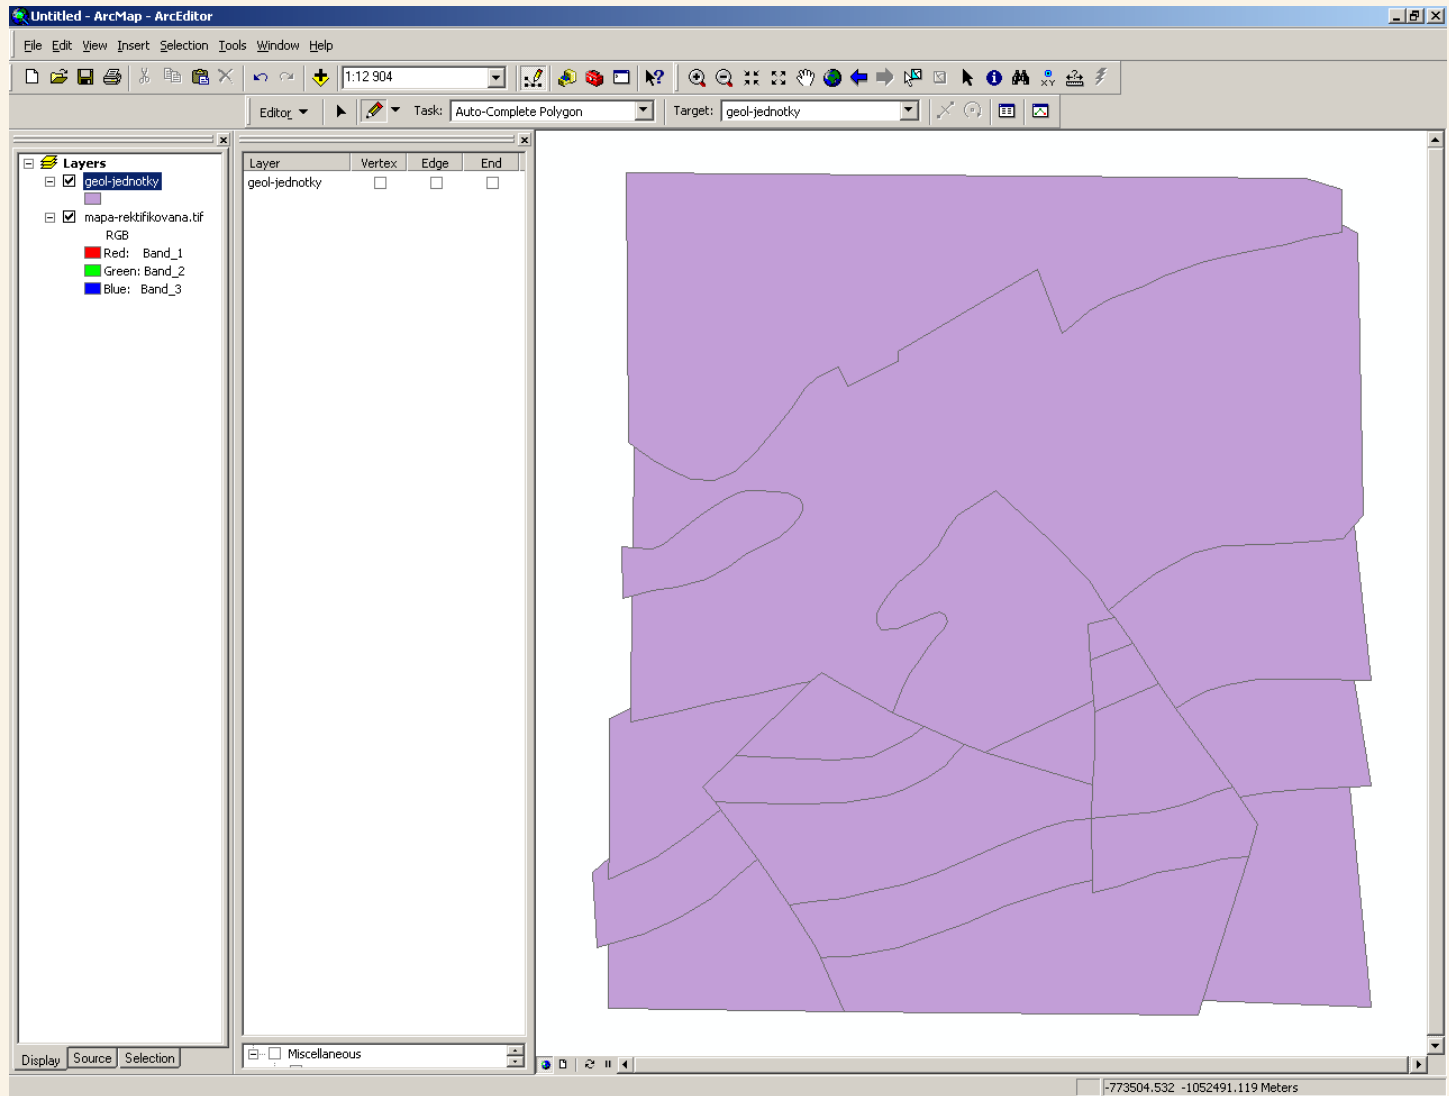 Untitled - ArcMap - ArcEditor
File Edit View Insert Selection Tools Window Help
1:12 904
Editor Task: Auto-Complete Polygon Target: geol-jednotky
Layers
geol-jednotky
mapa-rektifikovana.tif
RGB
Red: Band_1
Green: Band_2
Blue: Band_3
Layer Vertex Edge End
geol-jednotky
Miscellaneous
Display Source Selection
-773504.532 -1052491.119 Meters